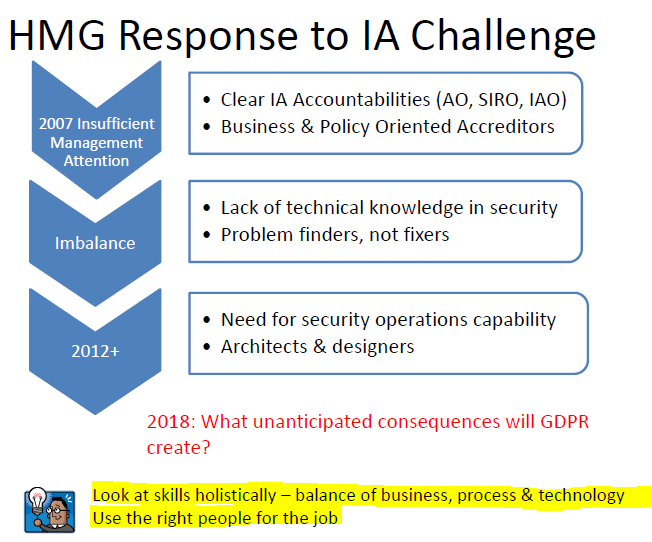 HMG Response to IA Challenge
2007 Insufficient
Management
Attention
• Clear IA Accountabilities (AO, SIRO, IAO)
• Business & Policy Oriented Accreditors
Imbalance
• Lack of technical knowledge in security
• Problem finders, not fixers
2012+
• Need for security operations capability
• Architects & designers
2018: What unanticipated consequences will GDPR
create?
Look at skills holistically – balance of business, process & technology
Use the right people for the job